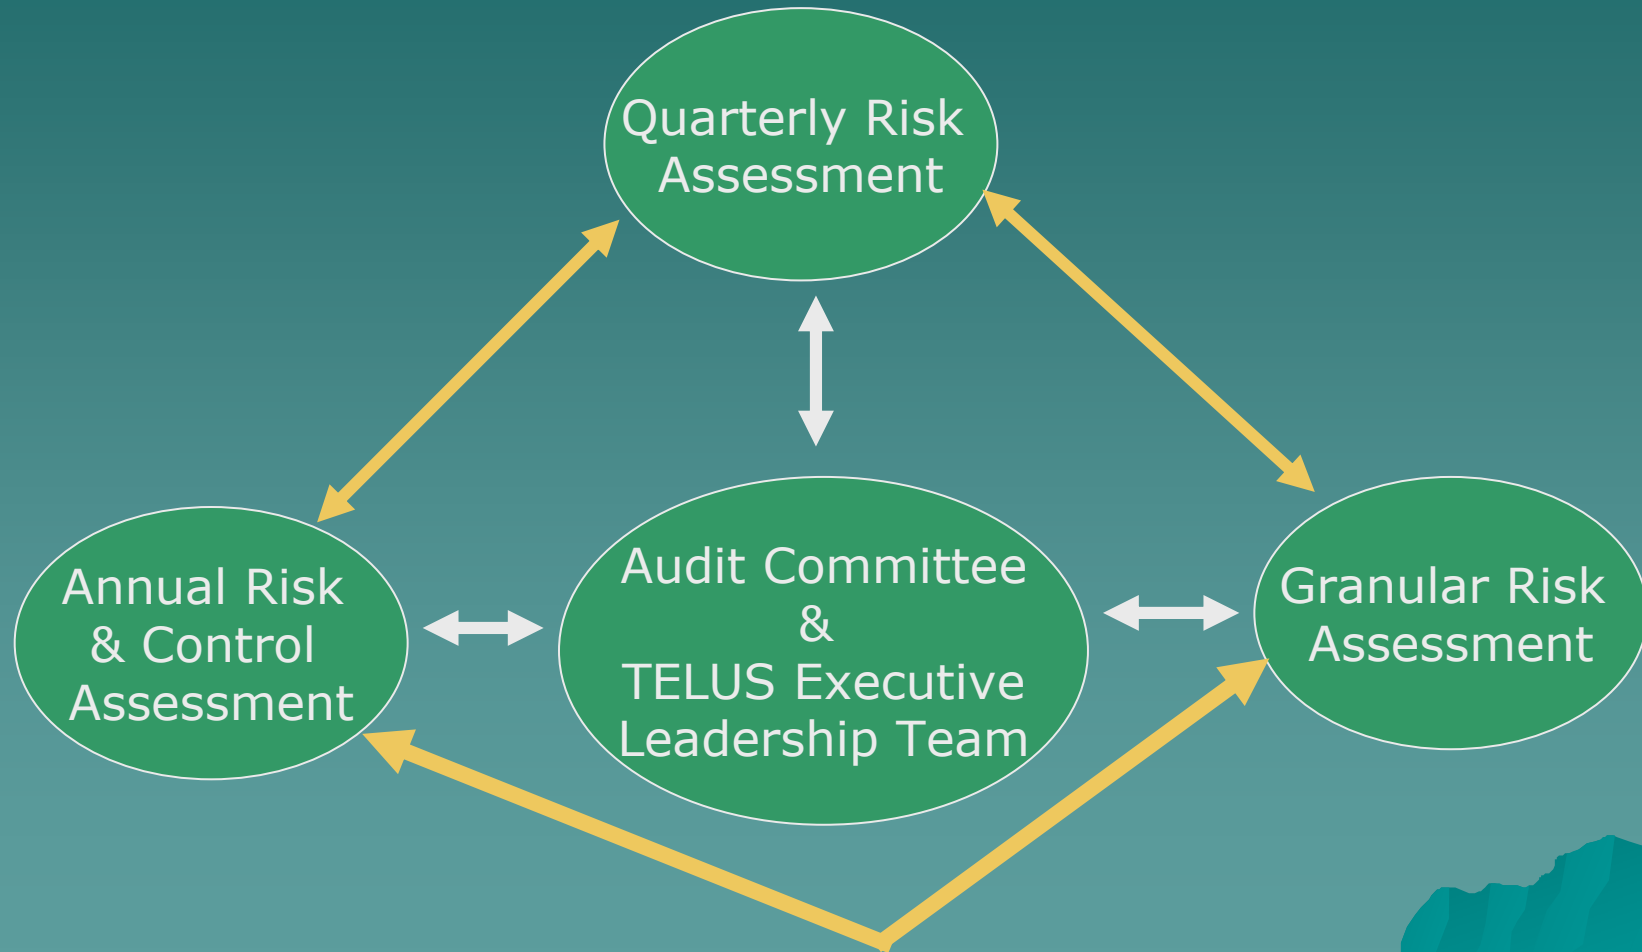 Quarterly Risk
Assessment
Annual Risk
& Control
Assessment
Audit Committee
&
TELUS Executive
Leadership Team
Granular Risk
Assessment